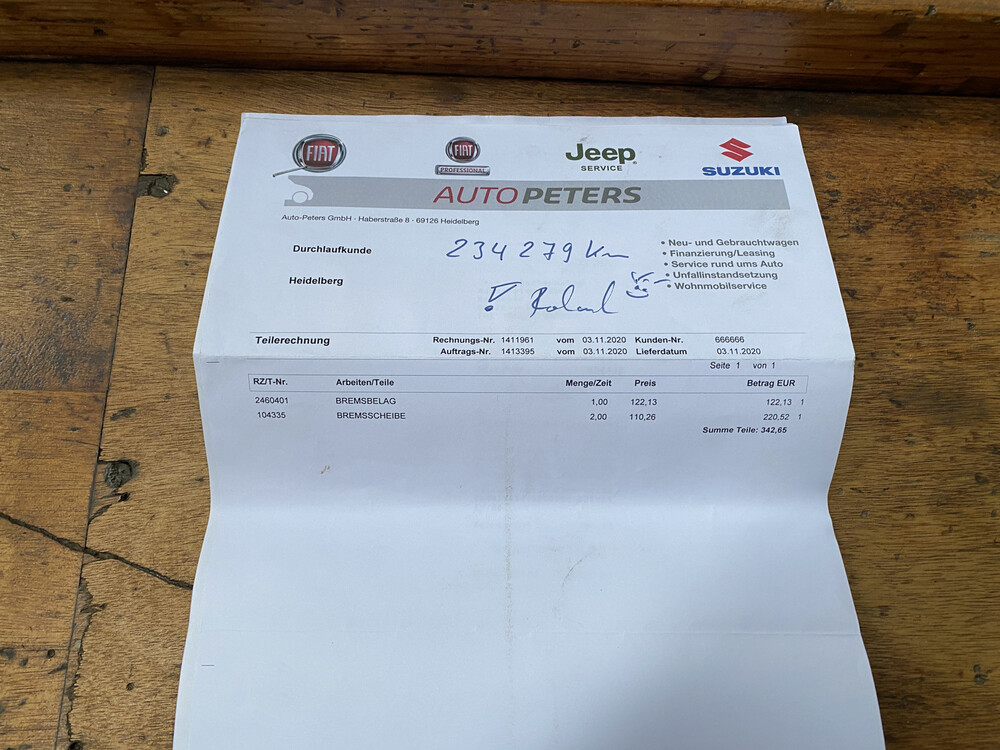 FIAT
FIAT
PROFESSIONAL
Jeep
SERVICE
SUZUKI
AUTO PETERS
Auto-Peters GmbH · Haberstraße 8 · 69126 Heidelberg
Durchlaufkunde
234 279 Km
• Neu- und Gebrauchtwagen
• Finanzierung/Leasing
• Service rund ums Auto
• Unfallinstandsetzung
• Wohnmobilservice
Heidelberg
! Roland
Teilerechnung Rechnungs-Nr. 1411961 vom 03.11.2020 Kunden-Nr. 666666
Auftrags-Nr. 1413395 vom 03.11.2020 Lieferdatum 03.11.2020
Seite 1 von 1
RZ/T-Nr. Arbeiten/Teile Menge/Zeit Preis Betrag EUR
2460401 BREMSBELAG 1,00 122,13 122,13 1
104335 BREMSSCHEIBE 2,00 110,26 220,52 1
Summe Teile: 342,65